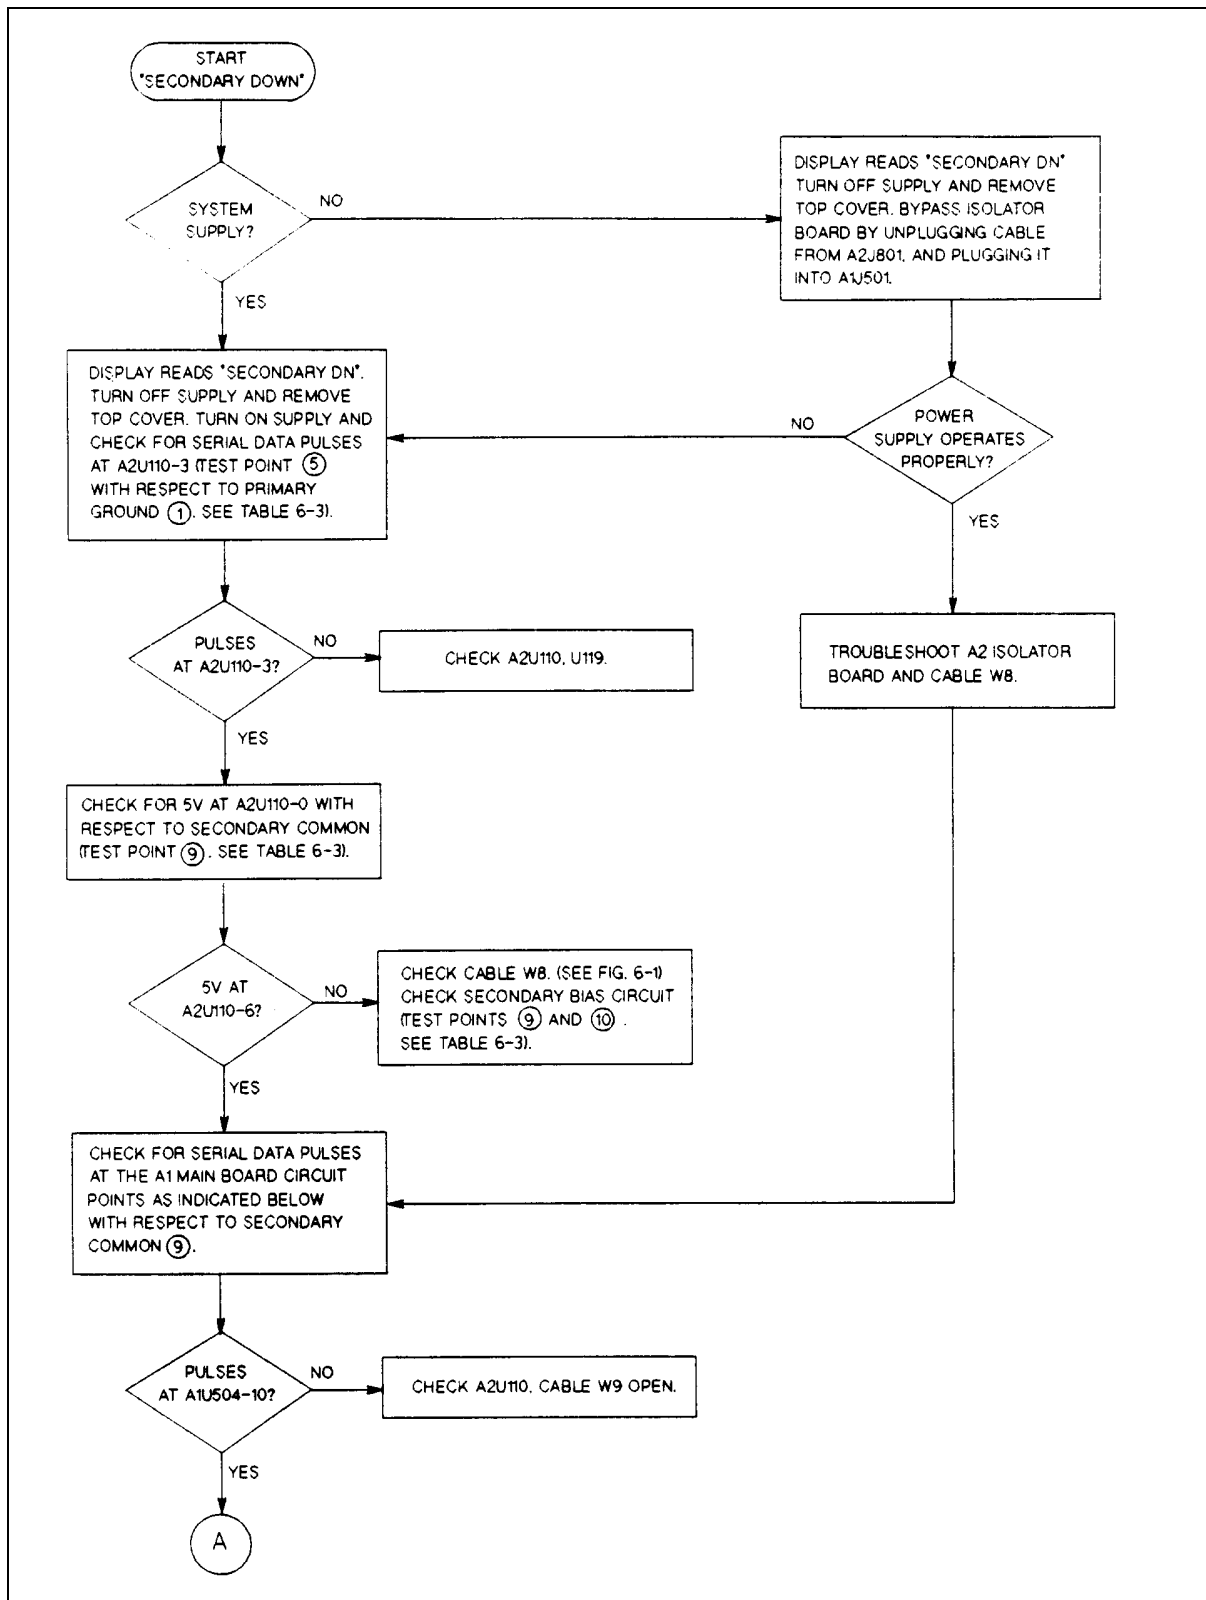 START
"SECONDARY DOWN"
SYSTEM
SUPPLY?
NO
YES
DISPLAY READS "SECONDARY DN"
TURN OFF SUPPLY AND REMOVE
TOP COVER. BYPASS ISOLATOR
BOARD BY UNPLUGGING CABLE
FROM A2J801, AND PLUGGING IT
INTO A1J501.
DISPLAY READS "SECONDARY DN".
TURN OFF SUPPLY AND REMOVE
TOP COVER. TURN ON SUPPLY AND
CHECK FOR SERIAL DATA PULSES
AT A2U110-3 (TEST POINT 5
WITH RESPECT TO PRIMARY
GROUND 1. SEE TABLE 6-3).
NO
POWER
SUPPLY OPERATES
PROPERLY?
YES
PULSES
AT A2U110-3?
NO
CHECK A2U110, U119.
TROUBLESHOOT A2 ISOLATOR
BOARD AND CABLE W8.
YES
CHECK FOR 5V AT A2U110-0 WITH
RESPECT TO SECONDARY COMMON
(TEST POINT 9. SEE TABLE 6-3).
5V AT
A2U110-6?
NO
CHECK CABLE W8. (SEE FIG. 6-1)
CHECK SECONDARY BIAS CIRCUIT
(TEST POINTS 9 AND 10.
SEE TABLE 6-3).
YES
CHECK FOR SERIAL DATA PULSES
AT THE A1 MAIN BOARD CIRCUIT
POINTS AS INDICATED BELOW
WITH RESPECT TO SECONDARY
COMMON 9.
PULSES
AT A1U504-10?
NO
CHECK A2U110, CABLE W9 OPEN.
YES
A